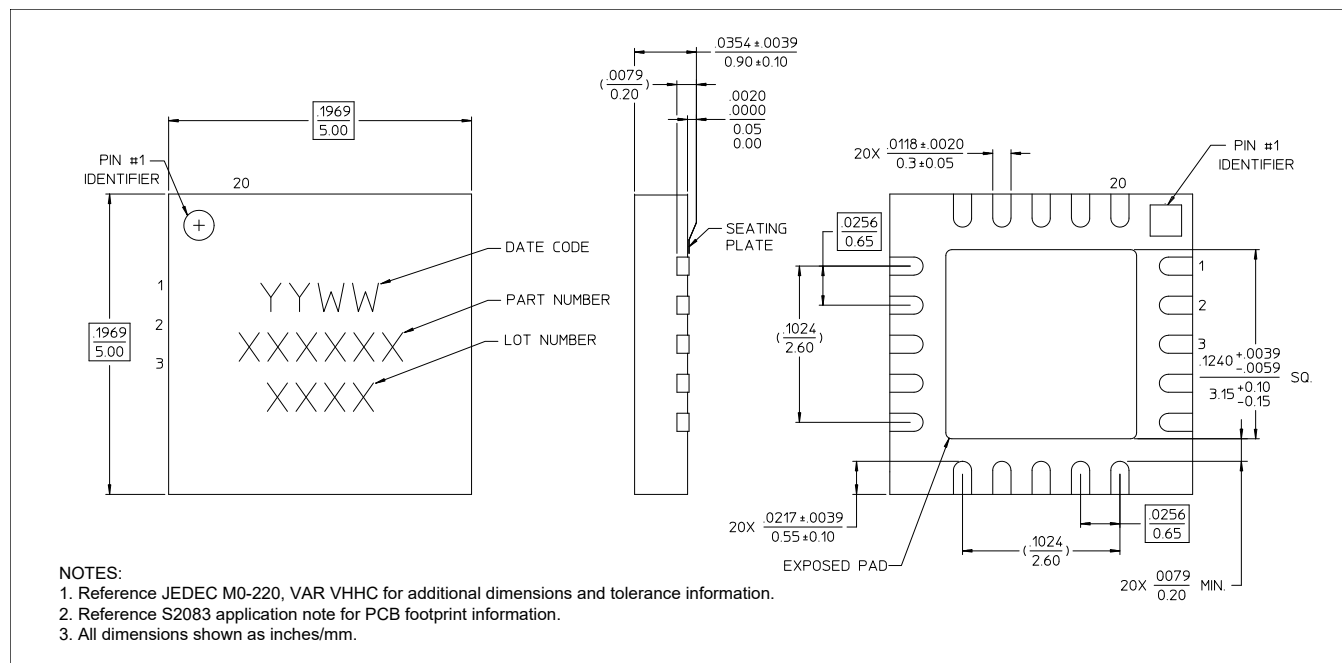 .1969
5.00
PIN #1
IDENTIFIER
20
.1969
5.00
1
2
3
YYWW
XXXXXX
XXXX
DATE CODE
PART NUMBER
LOT NUMBER
.0354±.0039
0.90±0.10
(.0079
0.20)
.0020
.0000
0.05
0.00
SEATING
PLATE
20X .0118±.0020
0.3±0.05
20
PIN #1
IDENTIFIER
.0256
0.65
(.1024
2.60)
1
2
3
.1240 +.0039
-.0059
3.15 +0.10
-0.15
SQ.
20X .0217±.0039
0.55±0.10
EXPOSED PAD
(.1024
2.60)
.0256
0.65
20X .0079
0.20
MIN.
NOTES:
1. Reference JEDEC M0-220, VAR VHHC for additional dimensions and tolerance information.
2. Reference S2083 application note for PCB footprint information.
3. All dimensions shown as inches/mm.